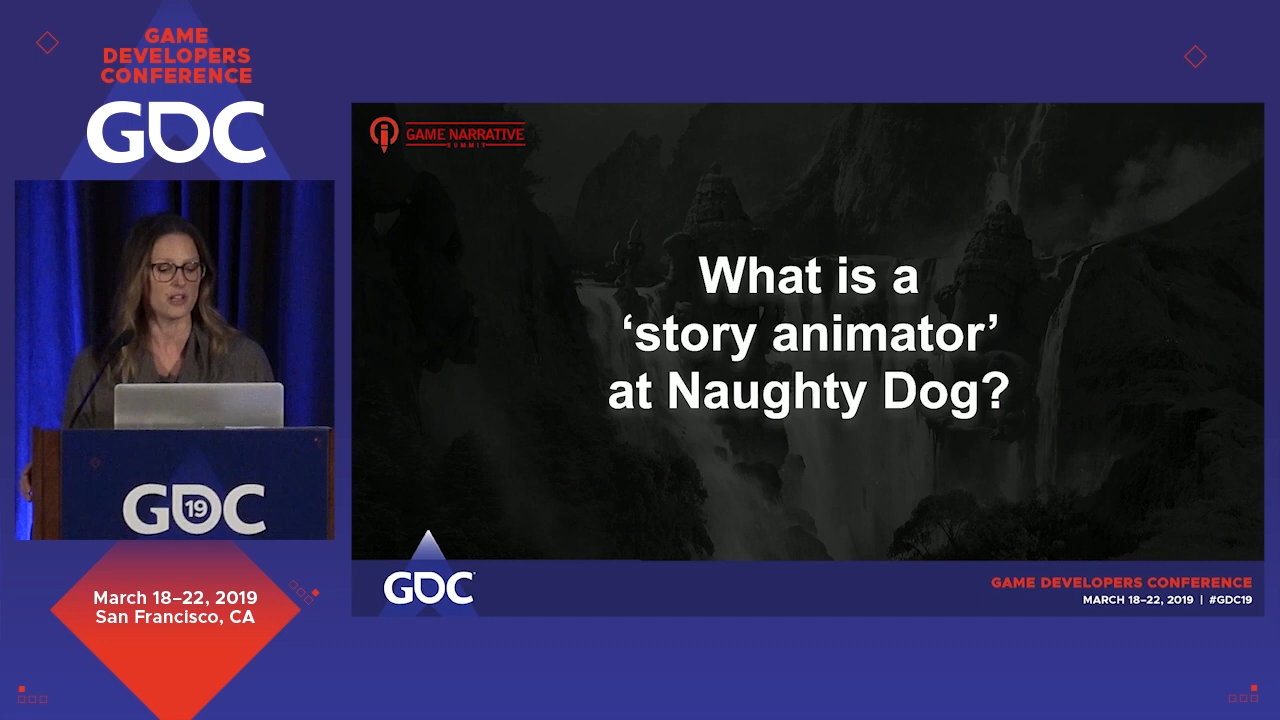 GAME
DEVELOPERS
CONFERENCE
GDC
GDC
19
March 18–22, 2019
San Francisco, CA
GAME NARRATIVE
SUMMIT
What is a
‘story animator’
at Naughty Dog?
GDC
GAME DEVELOPERS CONFERENCE
MARCH 18–22, 2019 | #GDC19